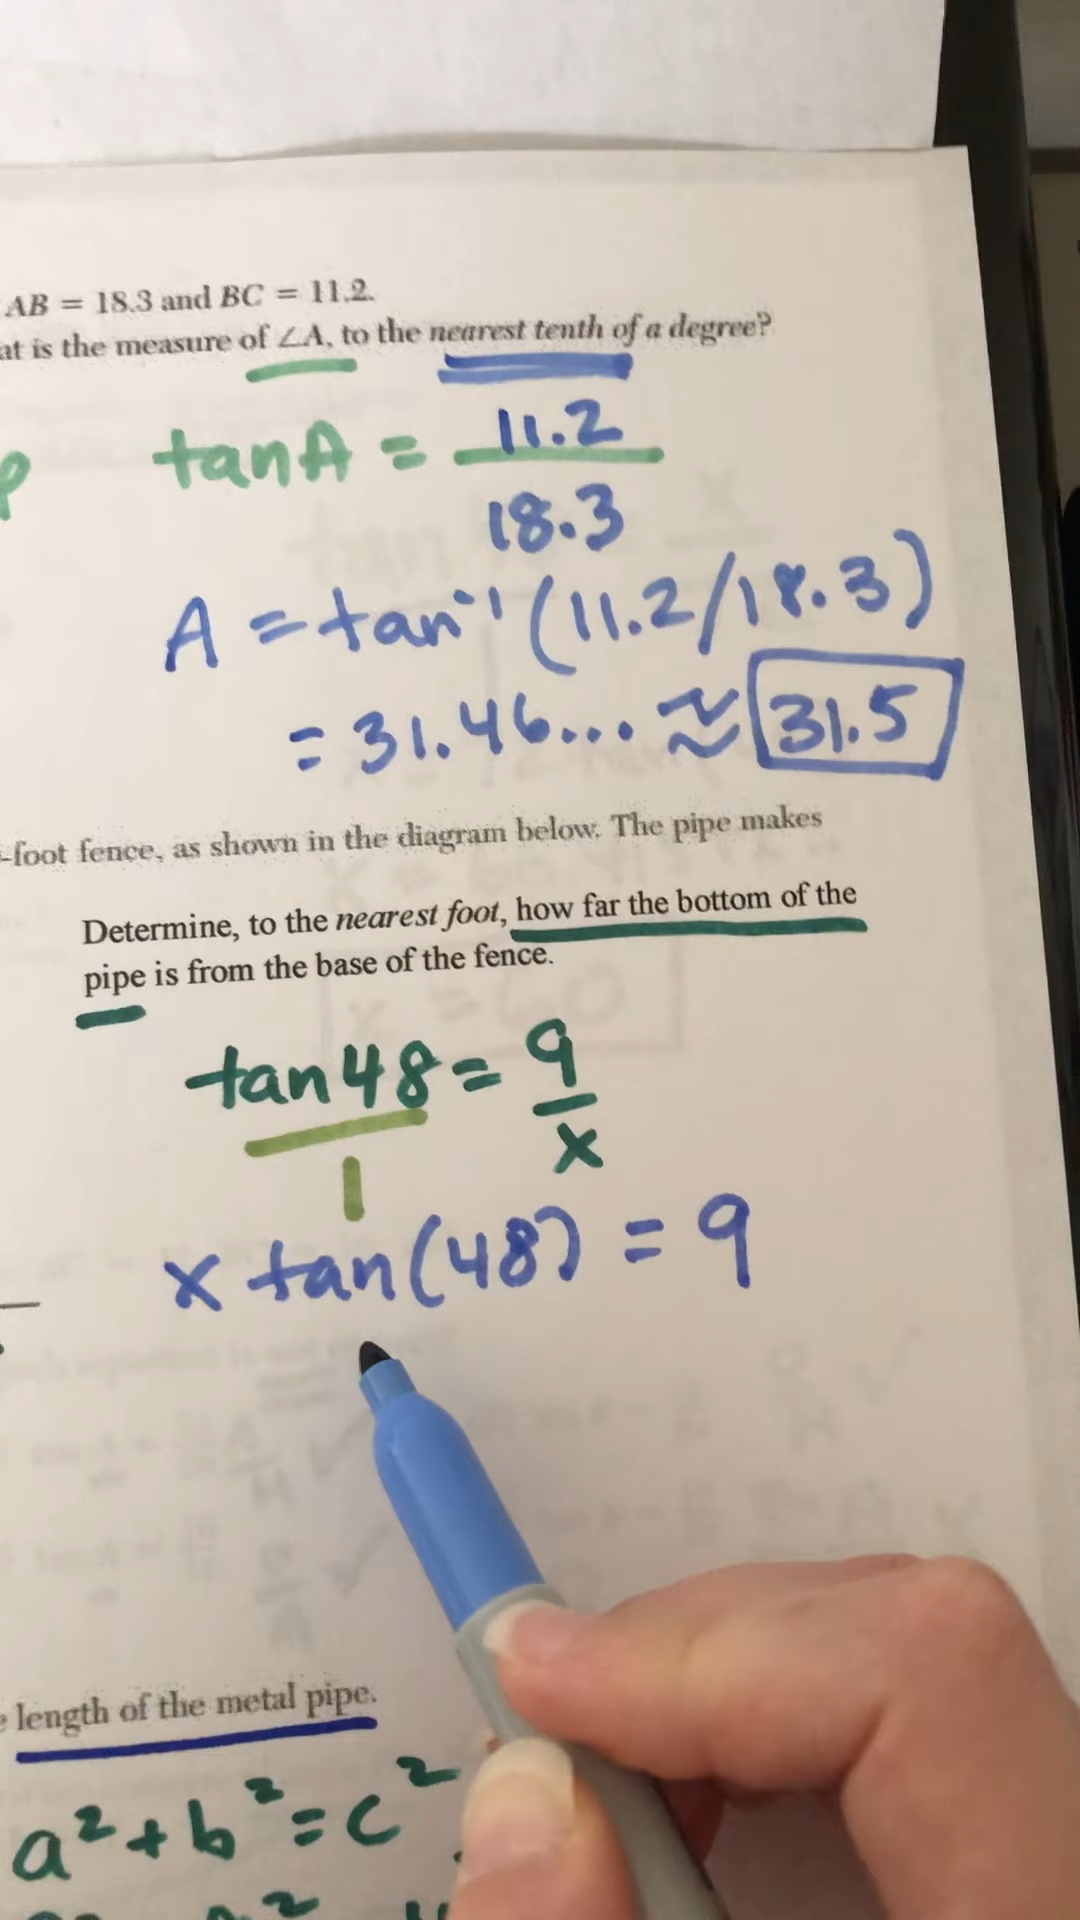 AB = 18.3 and BC = 11.2.
at is the measure of ∠A, to the nearest tenth of a degree?
tanA = 11.2
18.3
A = tan⁻¹(11.2/18.3)
= 31.46... ≈ 31.5
-foot fence, as shown in the diagram below. The pipe makes
Determine, to the nearest foot, how far the bottom of the
pipe is from the base of the fence.
tan48 = 9
1 x
x tan(48) = 9
length of the metal pipe.
a² + b² = c²